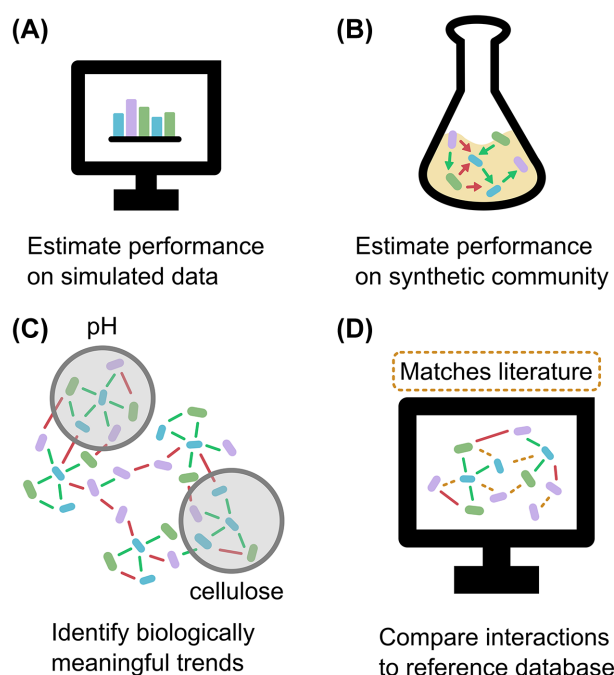 (A)
Estimate performance
on simulated data
(B)
Estimate performance
on synthetic community
(C)
pH
cellulose
Identify biologically
meaningful trends
(D)
Matches literature
Compare interactions
to reference database